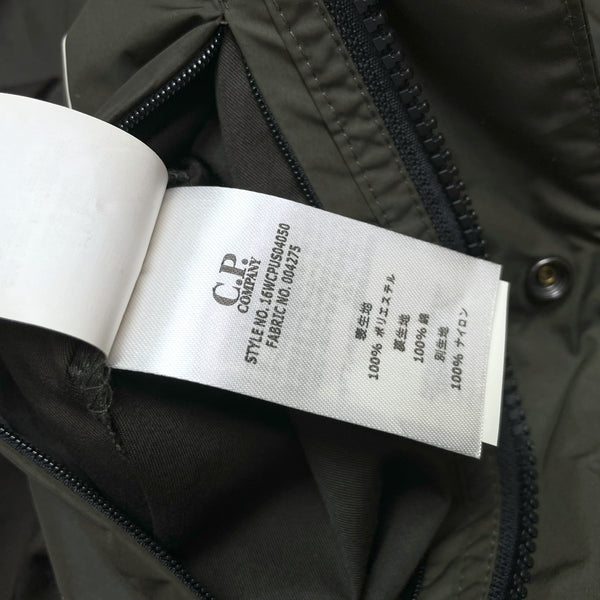 C.P.
COMPANY
STYLE NO. 16WCPUS04050
FABRIC NO. 004275
表生地
100% ポリエステル
裏生地
100% 綿
別生地
100% ナイロン